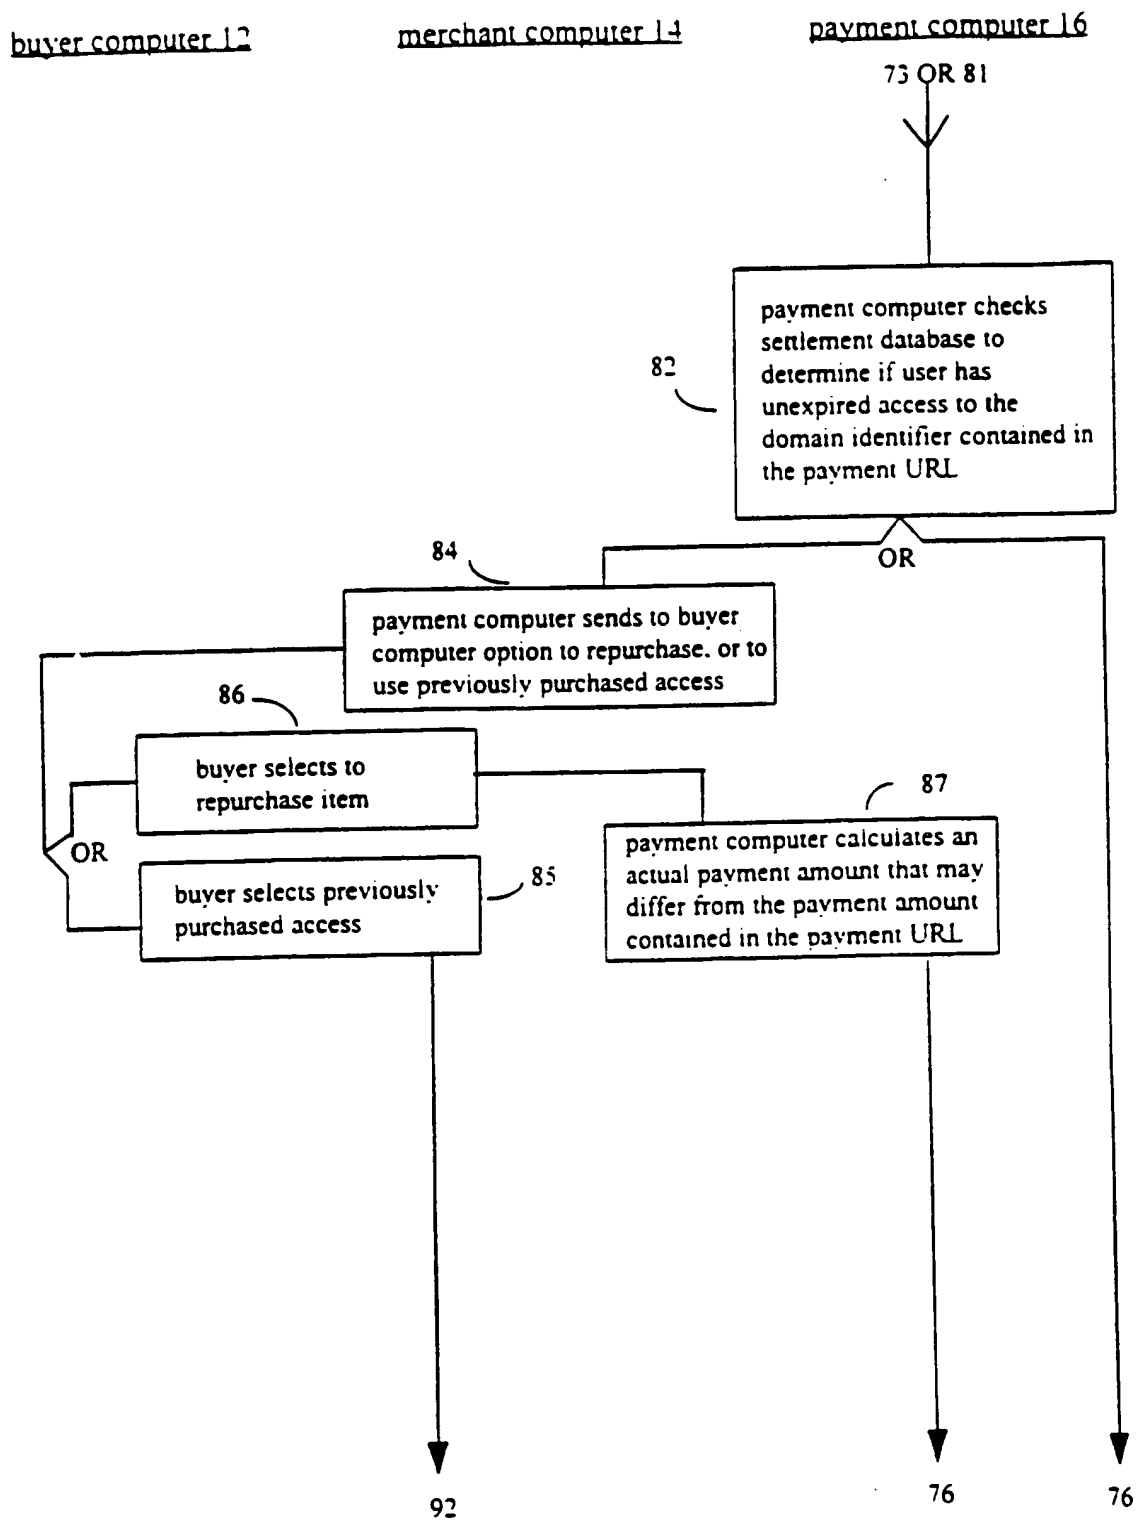 buyer computer 12
merchant computer 14
payment computer 16
73 OR 81
82
payment computer checks
settlement database to
determine if user has
unexpired access to the
domain identifier contained in
the payment URL
OR
84
payment computer sends to buyer
computer option to repurchase, or to
use previously purchased access
86
buyer selects to
repurchase item
87
payment computer calculates an
actual payment amount that may
differ from the payment amount
contained in the payment URL
OR
buyer selects previously
purchased access
85
92
76
76